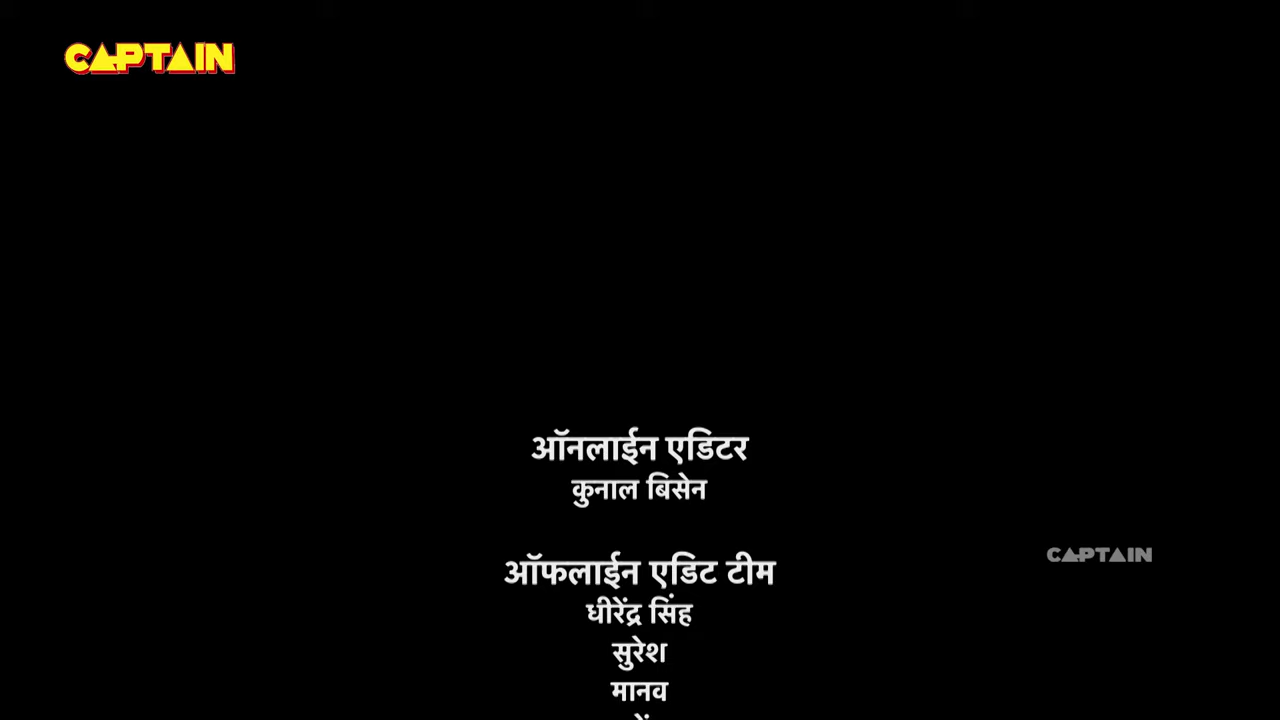 CAPTAIN
ऑनलाईन एडिटर
कुनाल बिसेन
ऑफलाईन एडिट टीम
CAPTAIN
धीरेंद्र सिंह
सुरेश
मानव